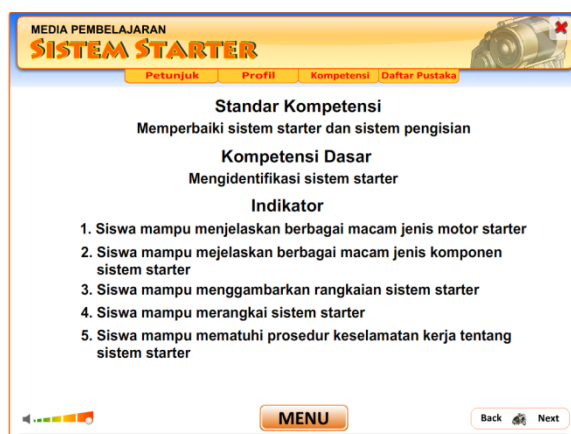 MEDIA PEMBELAJARAN
SISTEM STARTER
Petunjuk Profil Kompetensi Daftar Pustaka
Standar Kompetensi
Memperbaiki sistem starter dan sistem pengisian
Kompetensi Dasar
Mengidentifikasi sistem starter
Indikator
1. Siswa mampu menjelaskan berbagai macam jenis motor starter
2. Siswa mampu mejelaskan berbagai macam jenis komponen
sistem starter
3. Siswa mampu menggambarkan rangkaian sistem starter
4. Siswa mampu merangkai sistem starter
5. Siswa mampu mematuhi prosedur keselamatan kerja tentang
sistem starter
MENU
Back Next